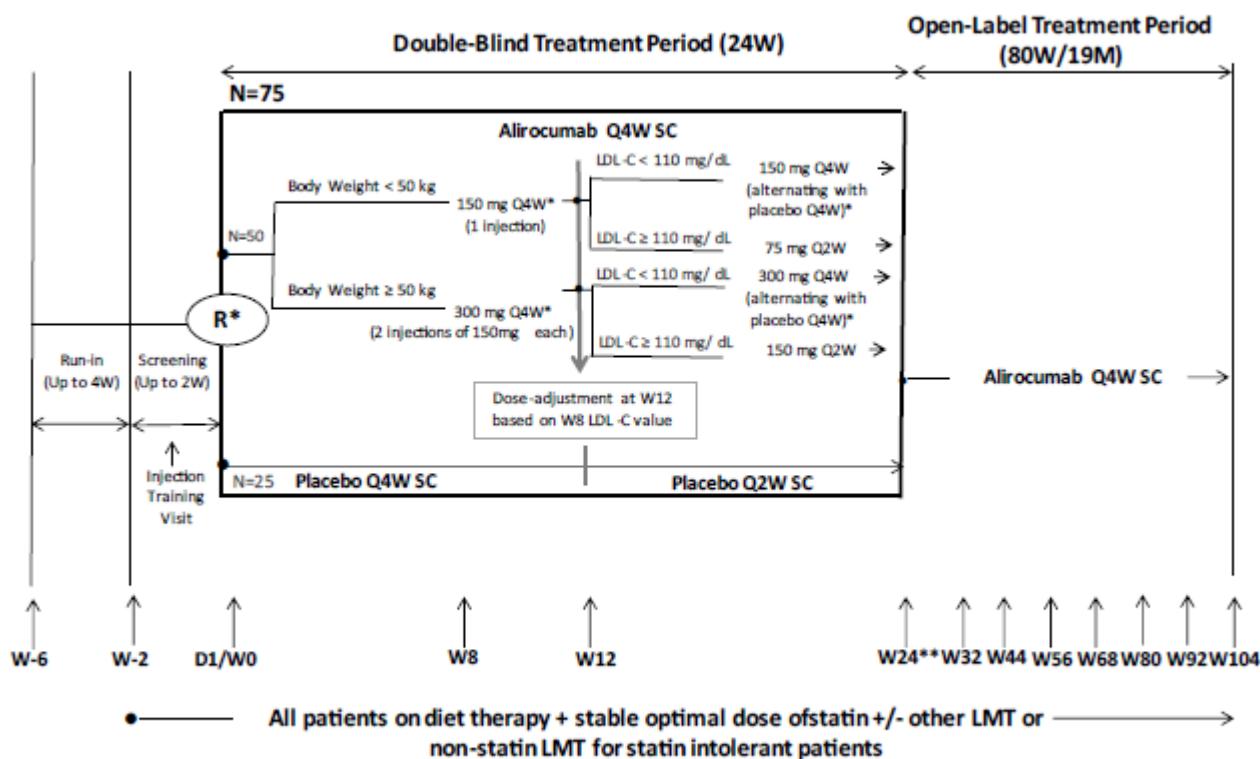 Double-Blind Treatment Period (24W)
Open-Label Treatment Period
(80W/19M)
N=75
Alirocumab Q4W SC
LDL-C < 110 mg/ dL
150 mg Q4W
(alternating with
placebo Q4W)*
Body Weight < 50 kg
150 mg Q4W*
(1 injection)
N=50
LDL-C ≥ 110 mg/ dL
75 mg Q2W
LDL-C < 110 mg/ dL
300 mg Q4W
(alternating with
placebo Q4W)*
Body Weight ≥ 50 kg
300 mg Q4W*
(2 injections of 150mg each)
R*
LDL-C ≥ 110 mg/ dL
150 mg Q2W
Run-in
(Up to 4W)
Screening
(Up to 2W)
Alirocumab Q4W SC
Dose-adjustment at W12
based on W8 LDL-C value
Injection
Training
Visit
N=25
Placebo Q4W SC
Placebo Q2W SC
W-6
W-2
D1/W0
W8
W12
W24**
W32
W44
W56
W68
W80
W92
W104
All patients on diet therapy + stable optimal dose ofstatin +/- other LMT or
non-statin LMT for statin intolerant patients